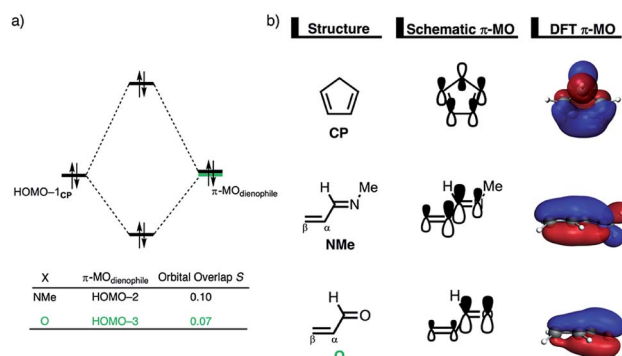 a)
HOMO–1CP
π-MOdienophile
X π-MOdienophile Orbital Overlap S
NMe HOMO–2 0.10
O HOMO–3 0.07
b)
Structure Schematic π-MO DFT π-MO
CP
H Me
N
β α
NMe
H Me
H
O
β α
O
H